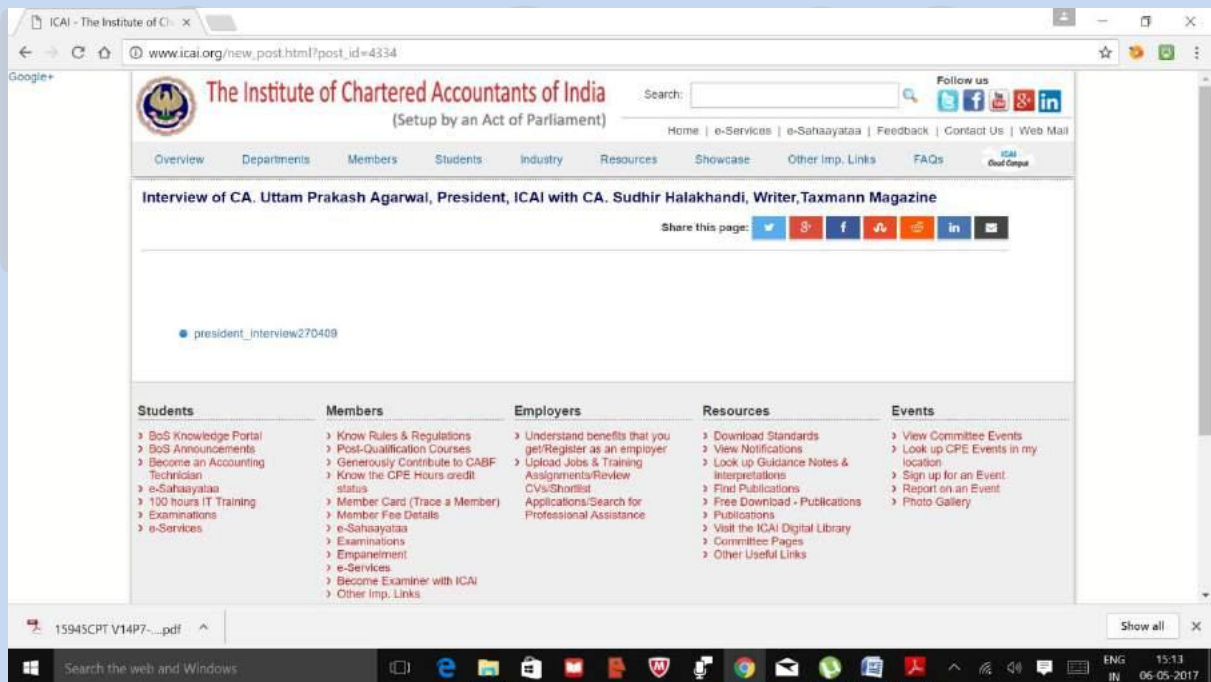 ICAI - The Institute of Ch
www.icai.org/new_post.html?post_id=4334
Google+
The Institute of Chartered Accountants of India
(Setup by an Act of Parliament)
Search:
Follow us
Home | e-Services | e-Sahaayataa | Feedback | Contact Us | Web Mail
Overview Departments Members Students Industry Resources Showcase Other Imp. Links FAQs ICAI Cloud Campus
Interview of CA. Uttam Prakash Agarwal, President, ICAI with CA. Sudhir Halakhandi, Writer,Taxmann Magazine
Share this page:
president_interview270409
Students
BoS Knowledge Portal
BoS Announcements
Become an Accounting
Technician
e-Sahaayataa
100 hours IT Training
Examinations
e-Services
Members
Know Rules & Regulations
Post-Qualification Courses
Generously Contribute to CABF
Know the CPE Hours credit
status
Member Card (Trace a Member)
Member Fee Details
e-Sahaayataa
Examinations
Empanelment
e-Services
Become Examiner with ICAI
Other Imp. Links
Employers
Understand benefits that you
get/Register as an employer
Upload Jobs & Training
Assignments/Review
CVs/Shortlist
Applications/Search for
Professional Assistance
Resources
Download Standards
View Notifications
Look up Guidance Notes &
Interpretations
Find Publications
Free Download - Publications
Publications
Visit the ICAI Digital Library
Committee Pages
Other Useful Links
Events
View Committee Events
Look up CPE Events in my
location
Sign up for an Event
Report on an Event
Photo Gallery
15945CPT V14P7-....pdf
Show all
Search the web and Windows
ENG 15:13
IN 06-05-2017